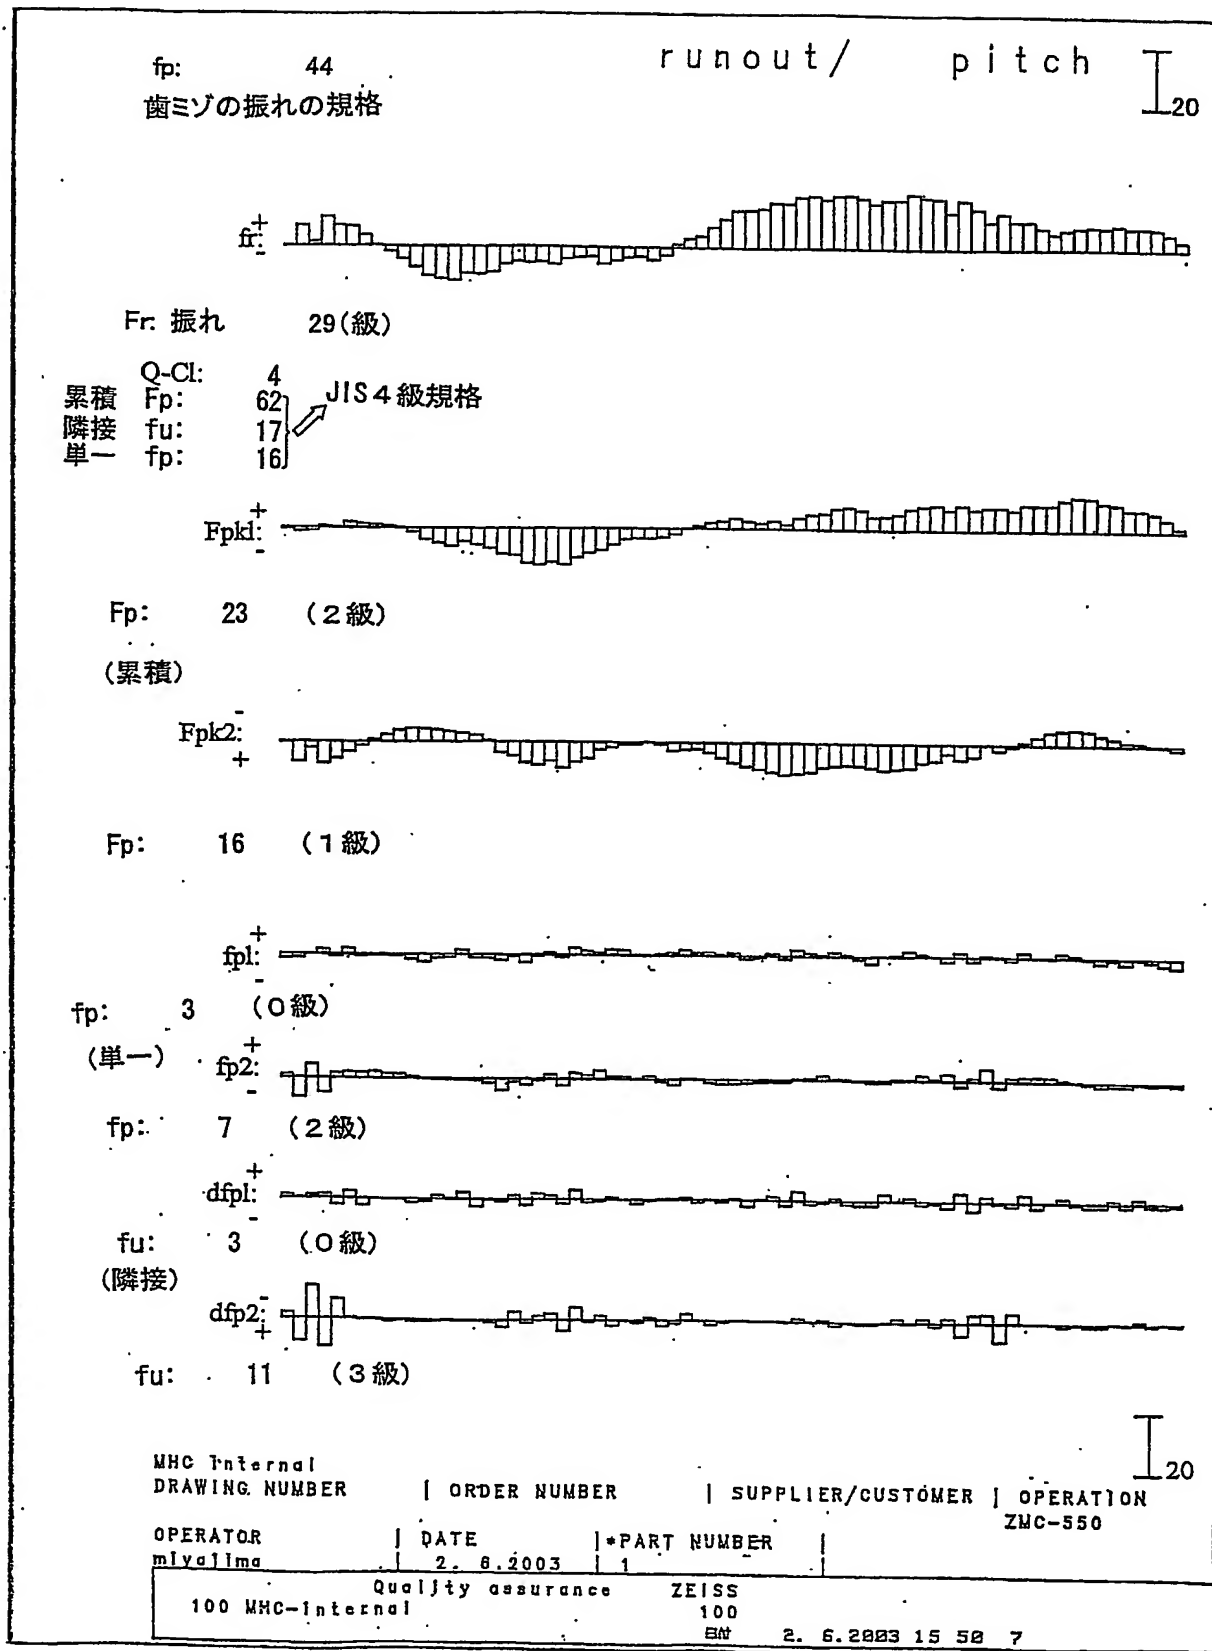 runout/ pitch
20
fp: 44
歯ミゾの振れの規格
fr:
+
-
Fr: 振れ 29(級)
Q-Cl: 4
累積 Fp: 62
JIS4級規格
隣接 fu: 17
単一 fp: 16
Fpk1:
+
-
Fp: 23 (2級)
(累積)
Fpk2:
-
+
Fp: 16 (1級)
fp1:
+
-
fp: 3 (0級)
(単一)
fp2:
+
-
fp: 7 (2級)
dfp1:
+
-
fu: 3 (0級)
(隣接)
dfp2:
-
+
fu: 11 (3級)
20
MHC Internal
DRAWING NUMBER | ORDER NUMBER | SUPPLIER/CUSTOMER | OPERATION
ZMC-550
OPERATOR | DATE |*PART NUMBER |
miyajima | 2. 6.2003 | 1 |
Quality assurance ZEISS
100 MHC-Internal 100
日付 2. 6.2003 15 50 7